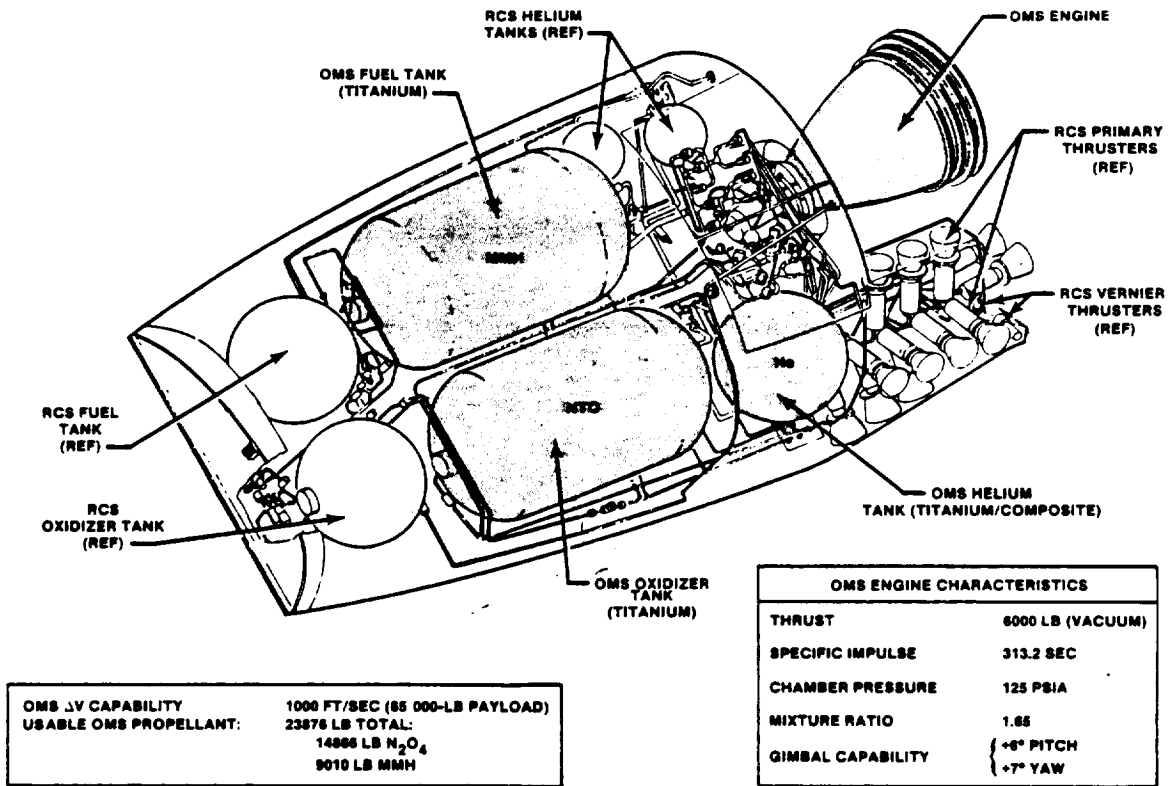 RCS HELIUM
TANKS (REF)
OMS ENGINE
OMS FUEL TANK
(TITANIUM)
RCS PRIMARY
THRUSTERS
(REF)
MMH
RCS VERNIER
THRUSTERS
(REF)
He
NTO
RCS FUEL
TANK
(REF)
RCS
OXIDIZER TANK
(REF)
OMS HELIUM
TANK (TITANIUM/COMPOSITE)
OMS OXIDIZER
TANK
(TITANIUM)
OMS ENGINE CHARACTERISTICS
THRUST 6000 LB (VACUUM)
SPECIFIC IMPULSE 313.2 SEC
CHAMBER PRESSURE 125 PSIA
MIXTURE RATIO 1.65
GIMBAL CAPABILITY { +6° PITCH
+7° YAW
OMS ΔV CAPABILITY 1000 FT/SEC (65 000-LB PAYLOAD)
USABLE OMS PROPELLANT: 23876 LB TOTAL:
14866 LB N₂O₄
9010 LB MMH